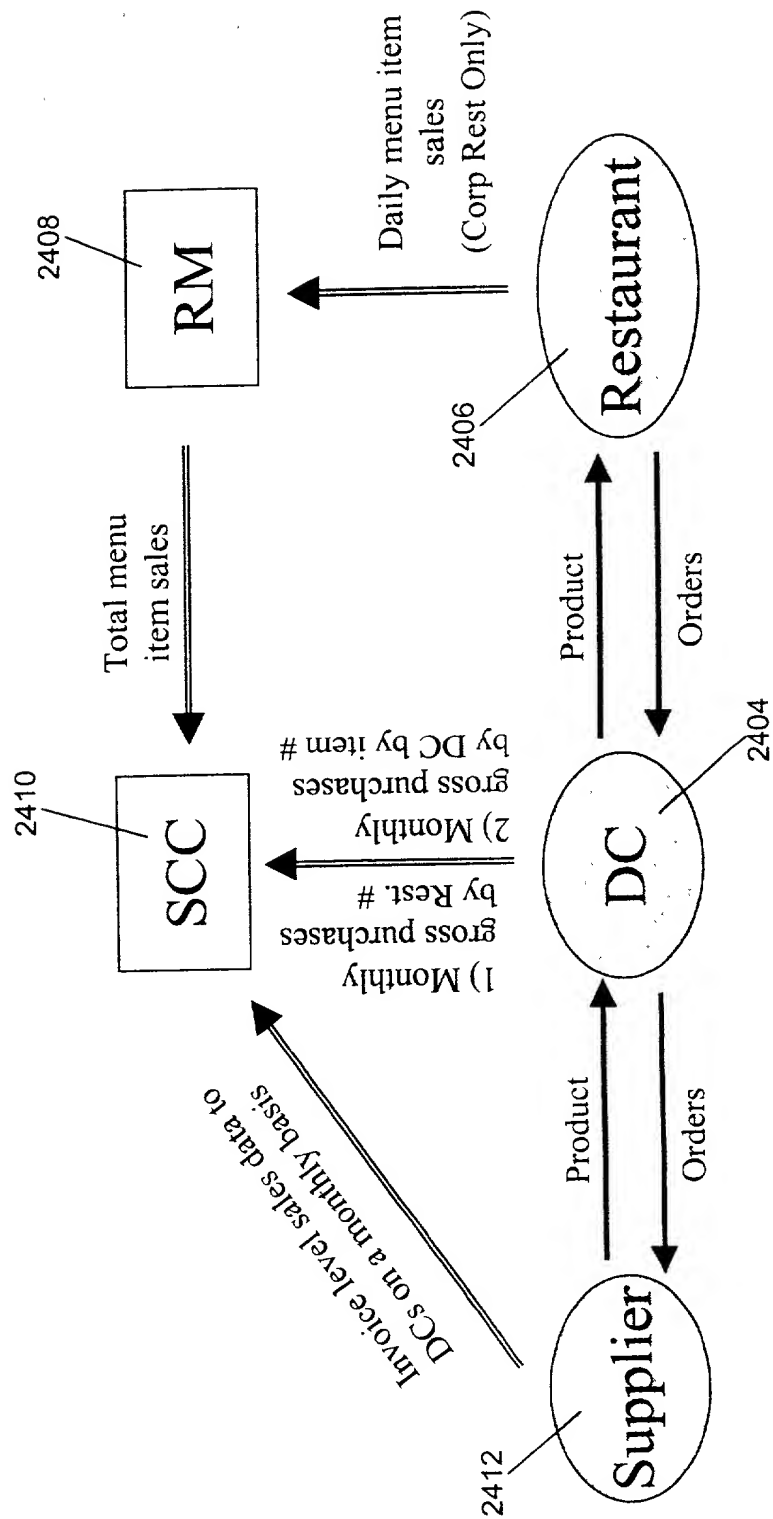 2410
SCC
Total menu
item sales
2408
RM
Invoice level sales data to
DCs on a monthly basis
1) Monthly
gross purchases
by Rest. #
2) Monthly
gross purchases
by DC by item #
Daily menu item
sales
(Corp Rest Only)
2412
Supplier
Product
Orders
DC
2404
Product
Orders
2406
Restaurant